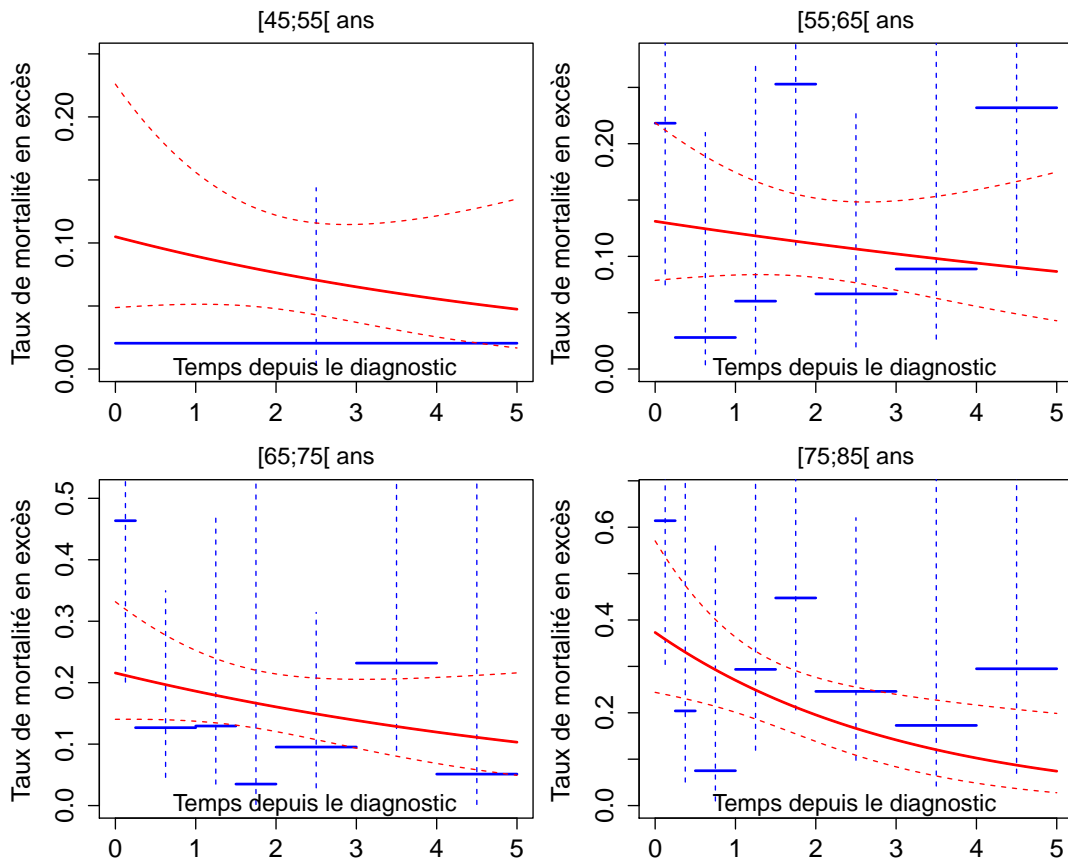 [45;55[ ans
Taux de mortalité en excès
0.00
0.10
0.20
Temps depuis le diagnostic
0 1 2 3 4 5
[55;65[ ans
Taux de mortalité en excès
0.00
0.10
0.20
Temps depuis le diagnostic
0 1 2 3 4 5
[65;75[ ans
Taux de mortalité en excès
0.0
0.1
0.2
0.3
0.4
0.5
Temps depuis le diagnostic
0 1 2 3 4 5
[75;85[ ans
Taux de mortalité en excès
0.0
0.2
0.4
0.6
Temps depuis le diagnostic
0 1 2 3 4 5